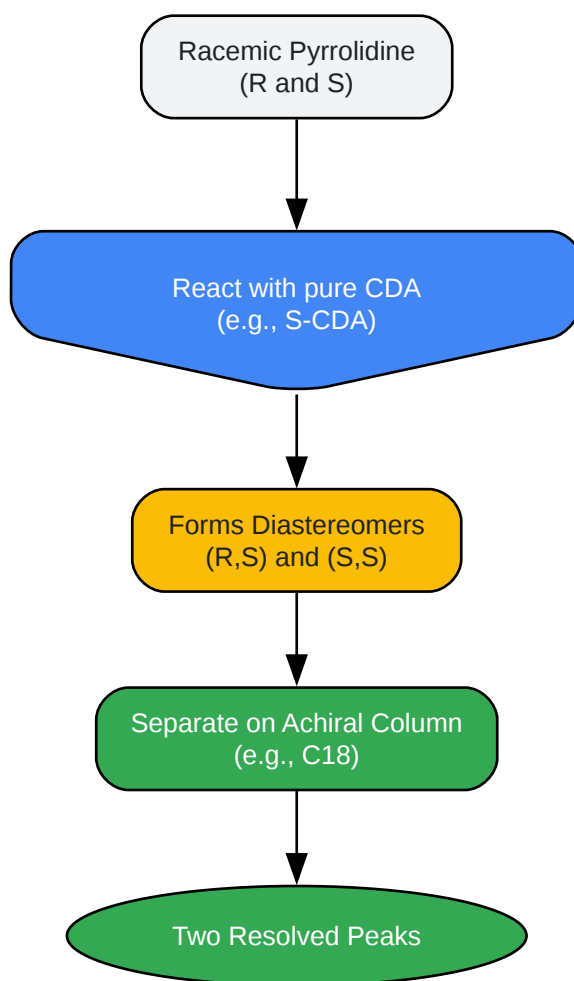 Racemic Pyrrolidine
(R and S)
React with pure CDA
(e.g., S-CDA)
Forms Diastereomers
(R,S) and (S,S)
Separate on Achiral Column
(e.g., C18)
Two Resolved Peaks